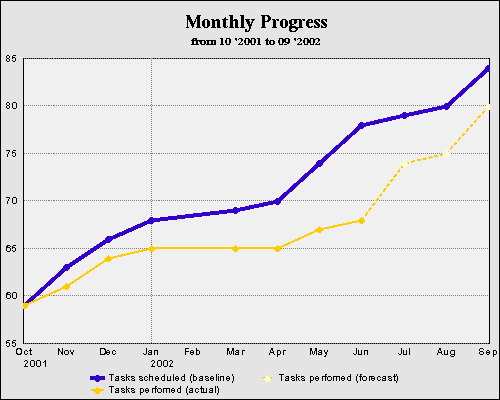 Monthly Progress
from 10 '2001 to 09 '2002
85
80
75
70
65
60
55
Oct Nov Dec Jan Feb Mar Apr May Jun Jul Aug Sep
2001 2002
Tasks scheduled (baseline) Tasks perfomed (forecast)
Tasks perfomed (actual)